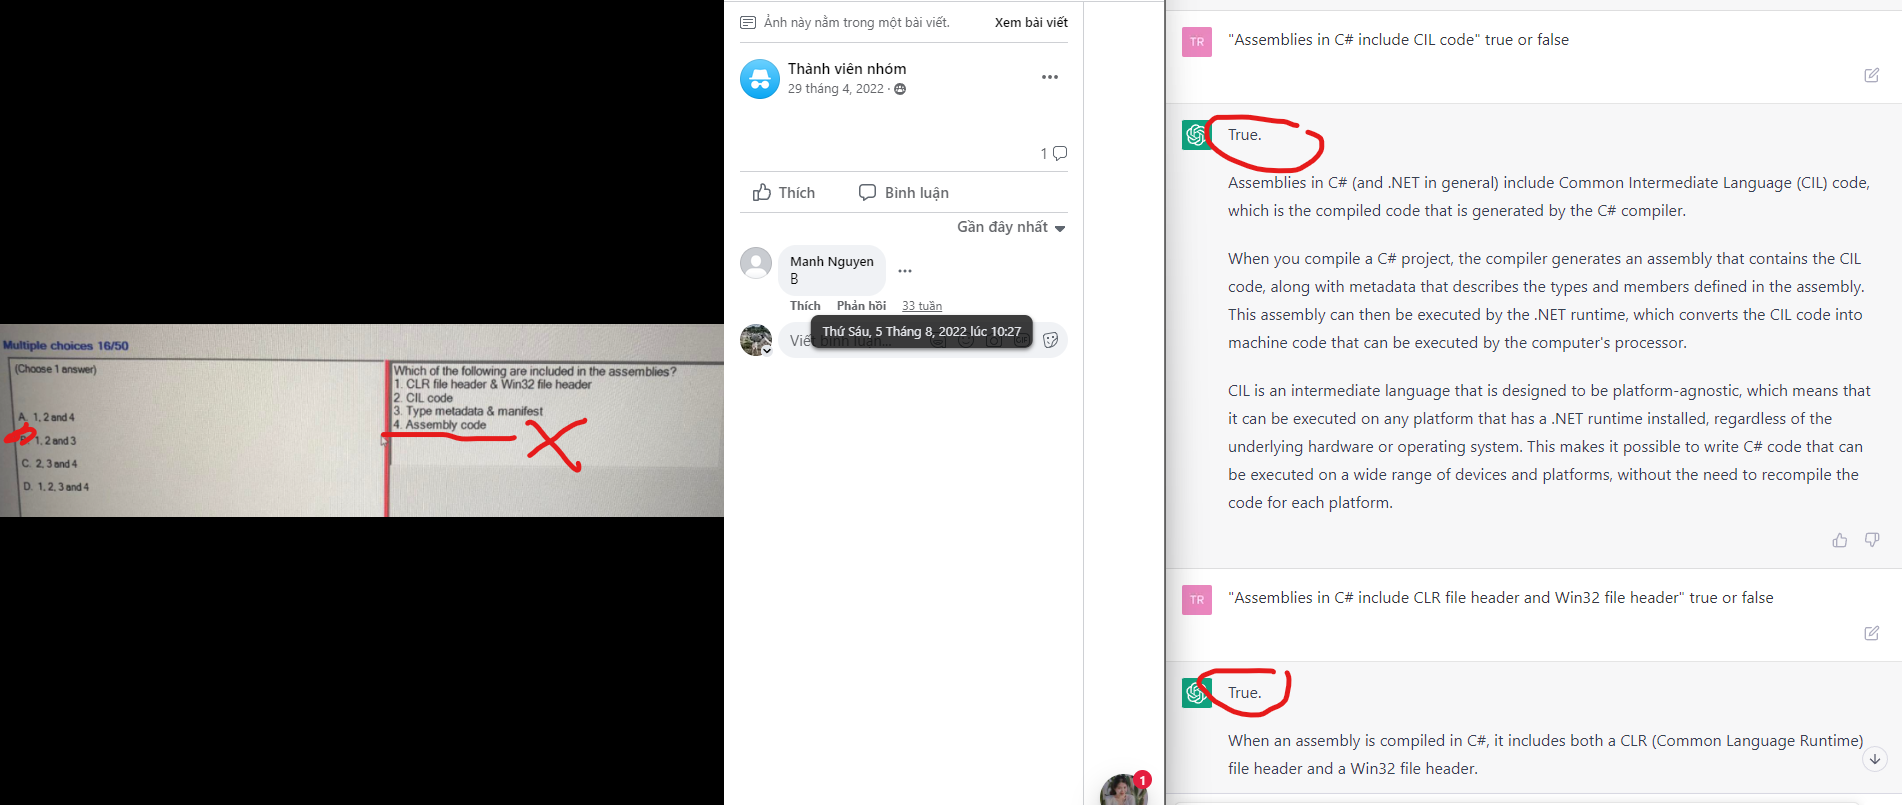 Multiple choices 16/50
(Choose 1 answer)
A. 1, 2 and 4
B. 1, 2 and 3
C. 2, 3 and 4
D. 1, 2, 3 and 4
Which of the following are included in the assemblies?
1. CLR file header & Win32 file header
2. CIL code
3. Type metadata & manifest
4. Assembly code
Ảnh này nằm trong một bài viết.
Xem bài viết
Thành viên nhóm
29 tháng 4, 2022 ·
1
Thích
Bình luận
Gần đây nhất
Manh Nguyen
B
Thích Phản hồi 33 tuần
Thứ Sáu, 5 Tháng 8, 2022 lúc 10:27
Viết bình luận...
1
TR
"Assemblies in C# include CIL code" true or false
True.
Assemblies in C# (and .NET in general) include Common Intermediate Language (CIL) code,
which is the compiled code that is generated by the C# compiler.
When you compile a C# project, the compiler generates an assembly that contains the CIL
code, along with metadata that describes the types and members defined in the assembly.
This assembly can then be executed by the .NET runtime, which converts the CIL code into
machine code that can be executed by the computer's processor.
CIL is an intermediate language that is designed to be platform-agnostic, which means that
it can be executed on any platform that has a .NET runtime installed, regardless of the
underlying hardware or operating system. This makes it possible to write C# code that can
be executed on a wide range of devices and platforms, without the need to recompile the
code for each platform.
TR
"Assemblies in C# include CLR file header and Win32 file header" true or false
True.
When an assembly is compiled in C#, it includes both a CLR (Common Language Runtime)
file header and a Win32 file header.